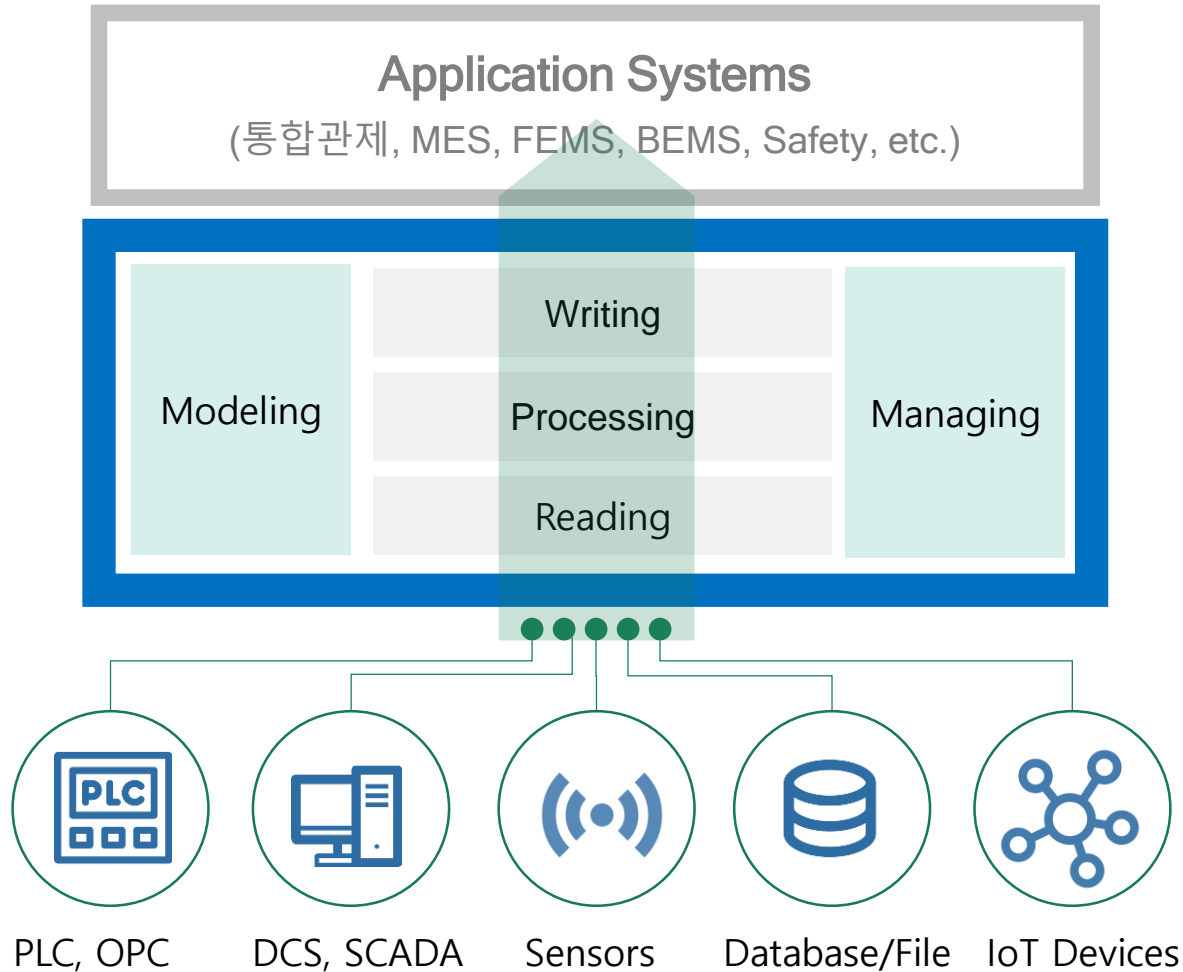 Application Systems
(통합관제, MES, FEMS, BEMS, Safety, etc.)
Modeling
Writing
Processing
Reading
Managing
PLC
PLC, OPC
DCS, SCADA
Sensors
Database/File
IoT Devices